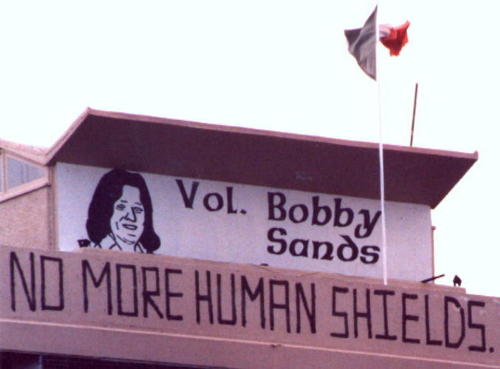 Vol. Bobby
Sands
NO MORE HUMAN SHIELDS.